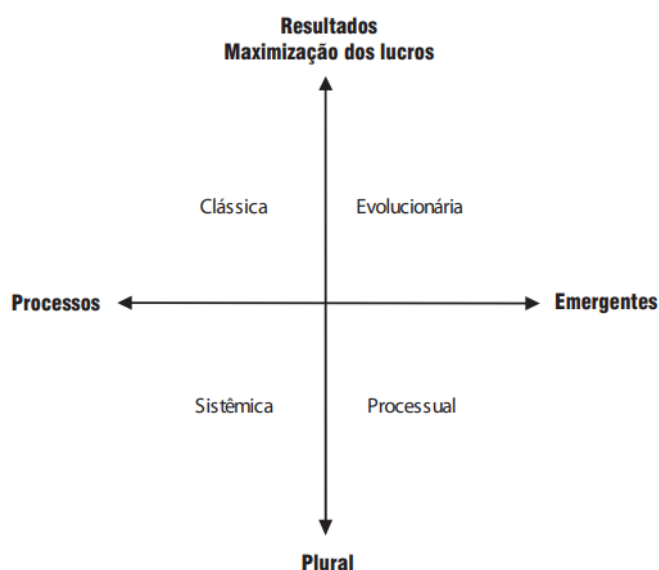 Resultados
Maximização dos lucros
Clássica
Evolucionária
Processos
Emergentes
Sistêmica
Processual
Plural